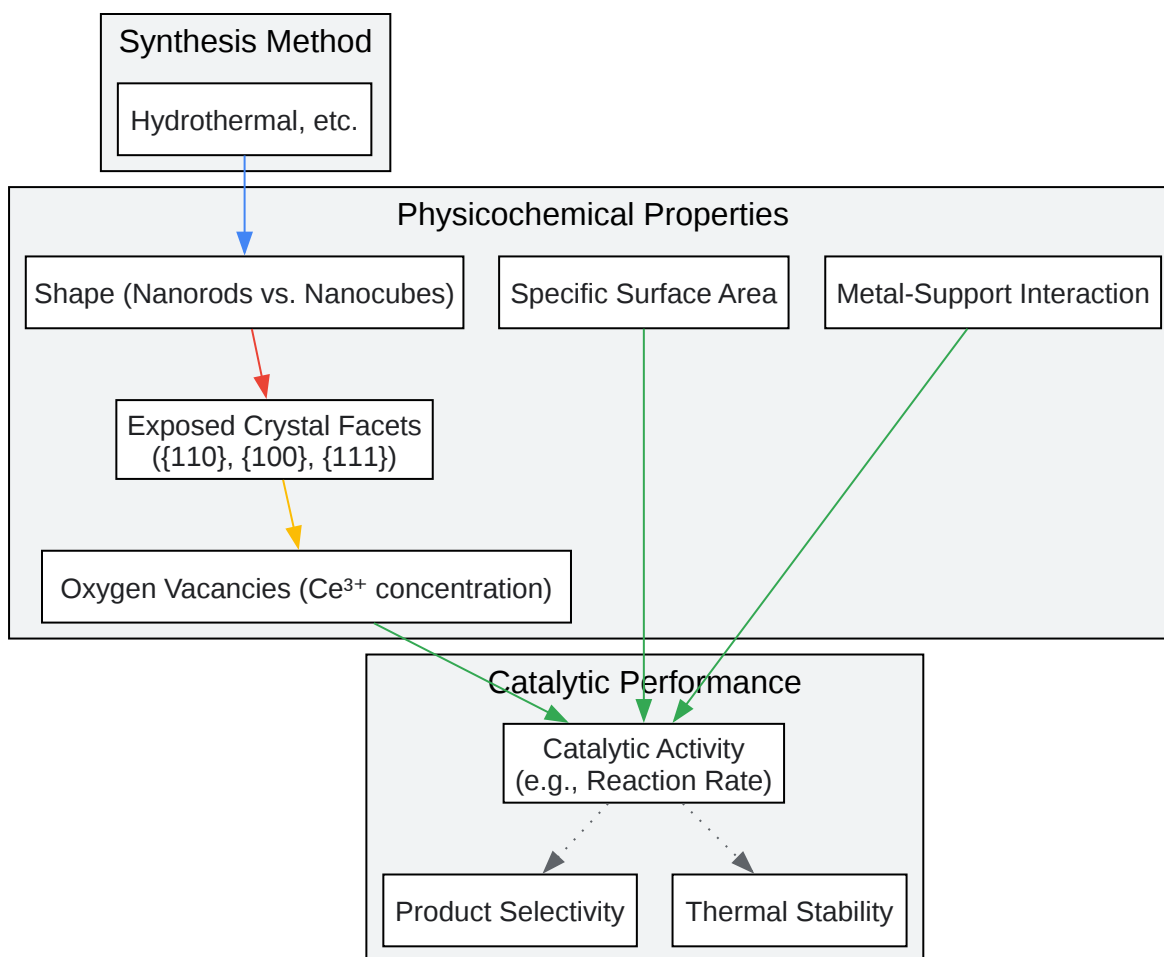 Synthesis Method
Hydrothermal, etc.
Physicochemical Properties
Shape (Nanorods vs. Nanocubes)
Specific Surface Area
Metal-Support Interaction
Exposed Crystal Facets
({110}, {100}, {111})
Oxygen Vacancies (Ce³⁺ concentration)
Catalytic Performance
Catalytic Activity
(e.g., Reaction Rate)
Product Selectivity
Thermal Stability